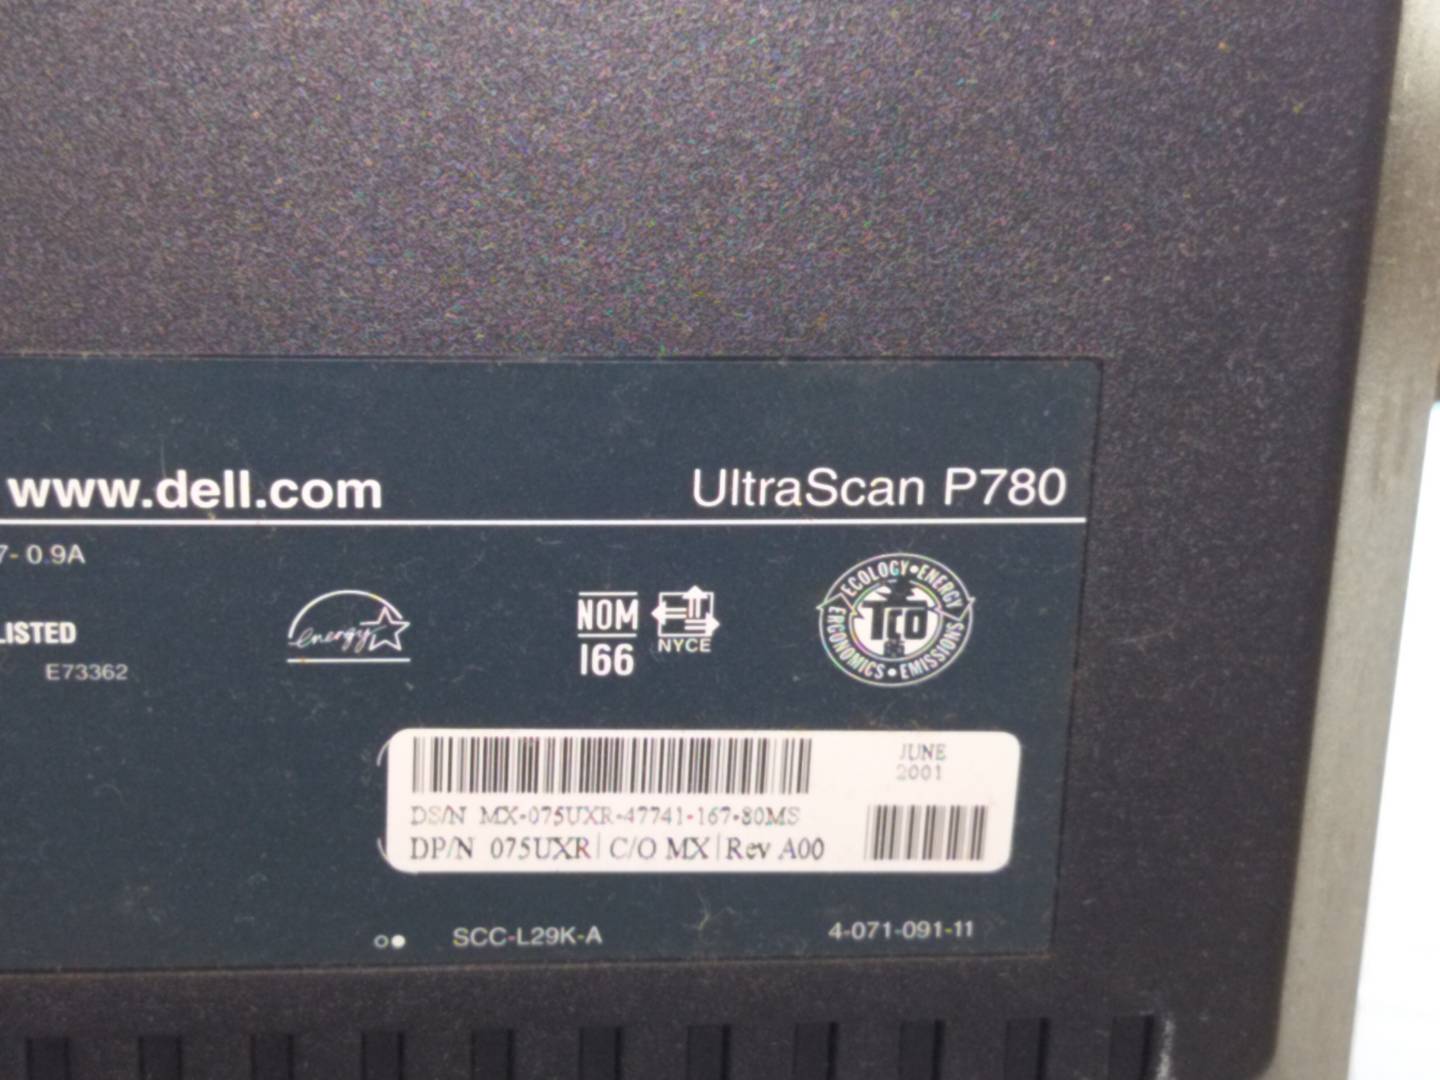 www.dell.com
UltraScan P780
7- 0.9A
LISTED
E73362
energy
NOM
166
NYCE
ECOLOGY • ENERGY
TCO
ERGONOMICS • EMISSIONS
JUNE
2001
DS/N MX-075UXR-47741-167-80MS
DP/N 075UXR | C/O MX | Rev A00
SCC-L29K-A
4-071-091-11